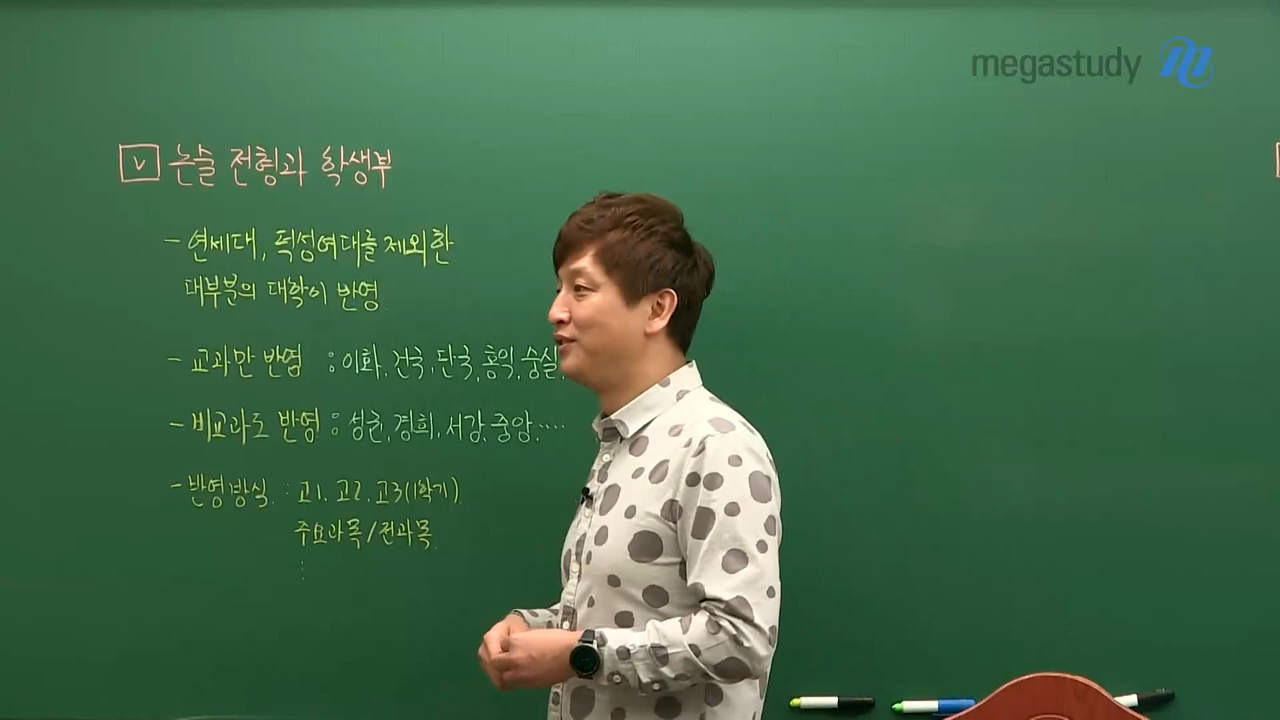 megastudy
V 논술 전형과 학생부
- 연세대, 덕성여대를 제외한
대부분의 대학이 반영
- 교과만 반영 : 이화, 건국, 단국, 홍익, 숭실,
- 비교과도 반영 : 성균, 경희, 서강, 중앙, ····
- 반영방식 : 고1, 고2, 고3(1학기)
주요과목/전과목
⋮